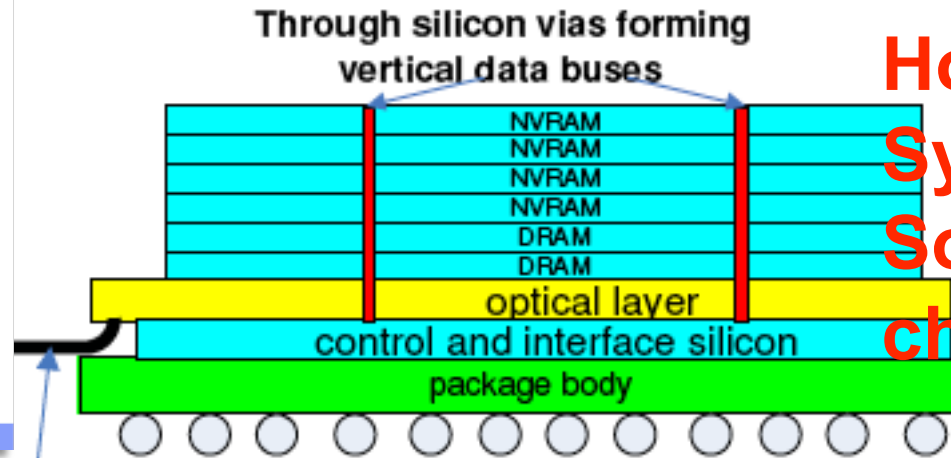 Through silicon vias forming
vertical data buses
NVRAM
NVRAM
NVRAM
NVRAM
DRAM
DRAM
optical layer
control and interface silicon
package body